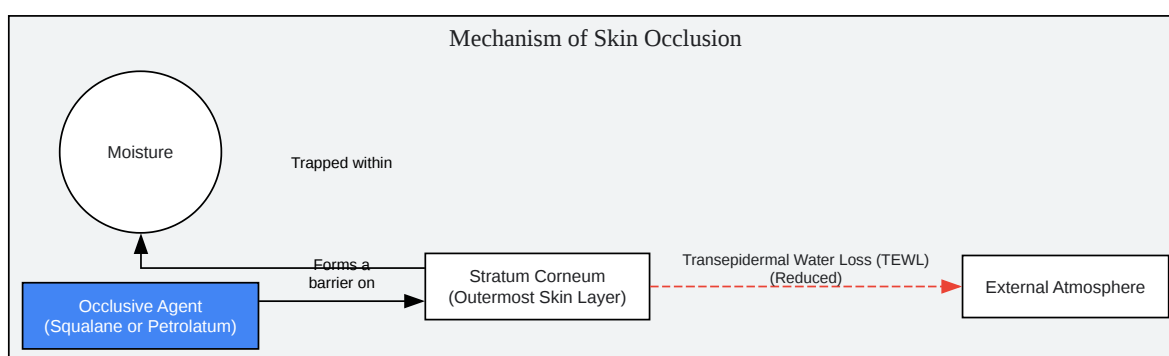 Mechanism of Skin Occlusion
Moisture
Trapped within
Forms a
barrier on
Occlusive Agent
(Squalane or Petrolatum)
Stratum Corneum
(Outermost Skin Layer)
Transepidermal Water Loss (TEWL)
(Reduced)
External Atmosphere